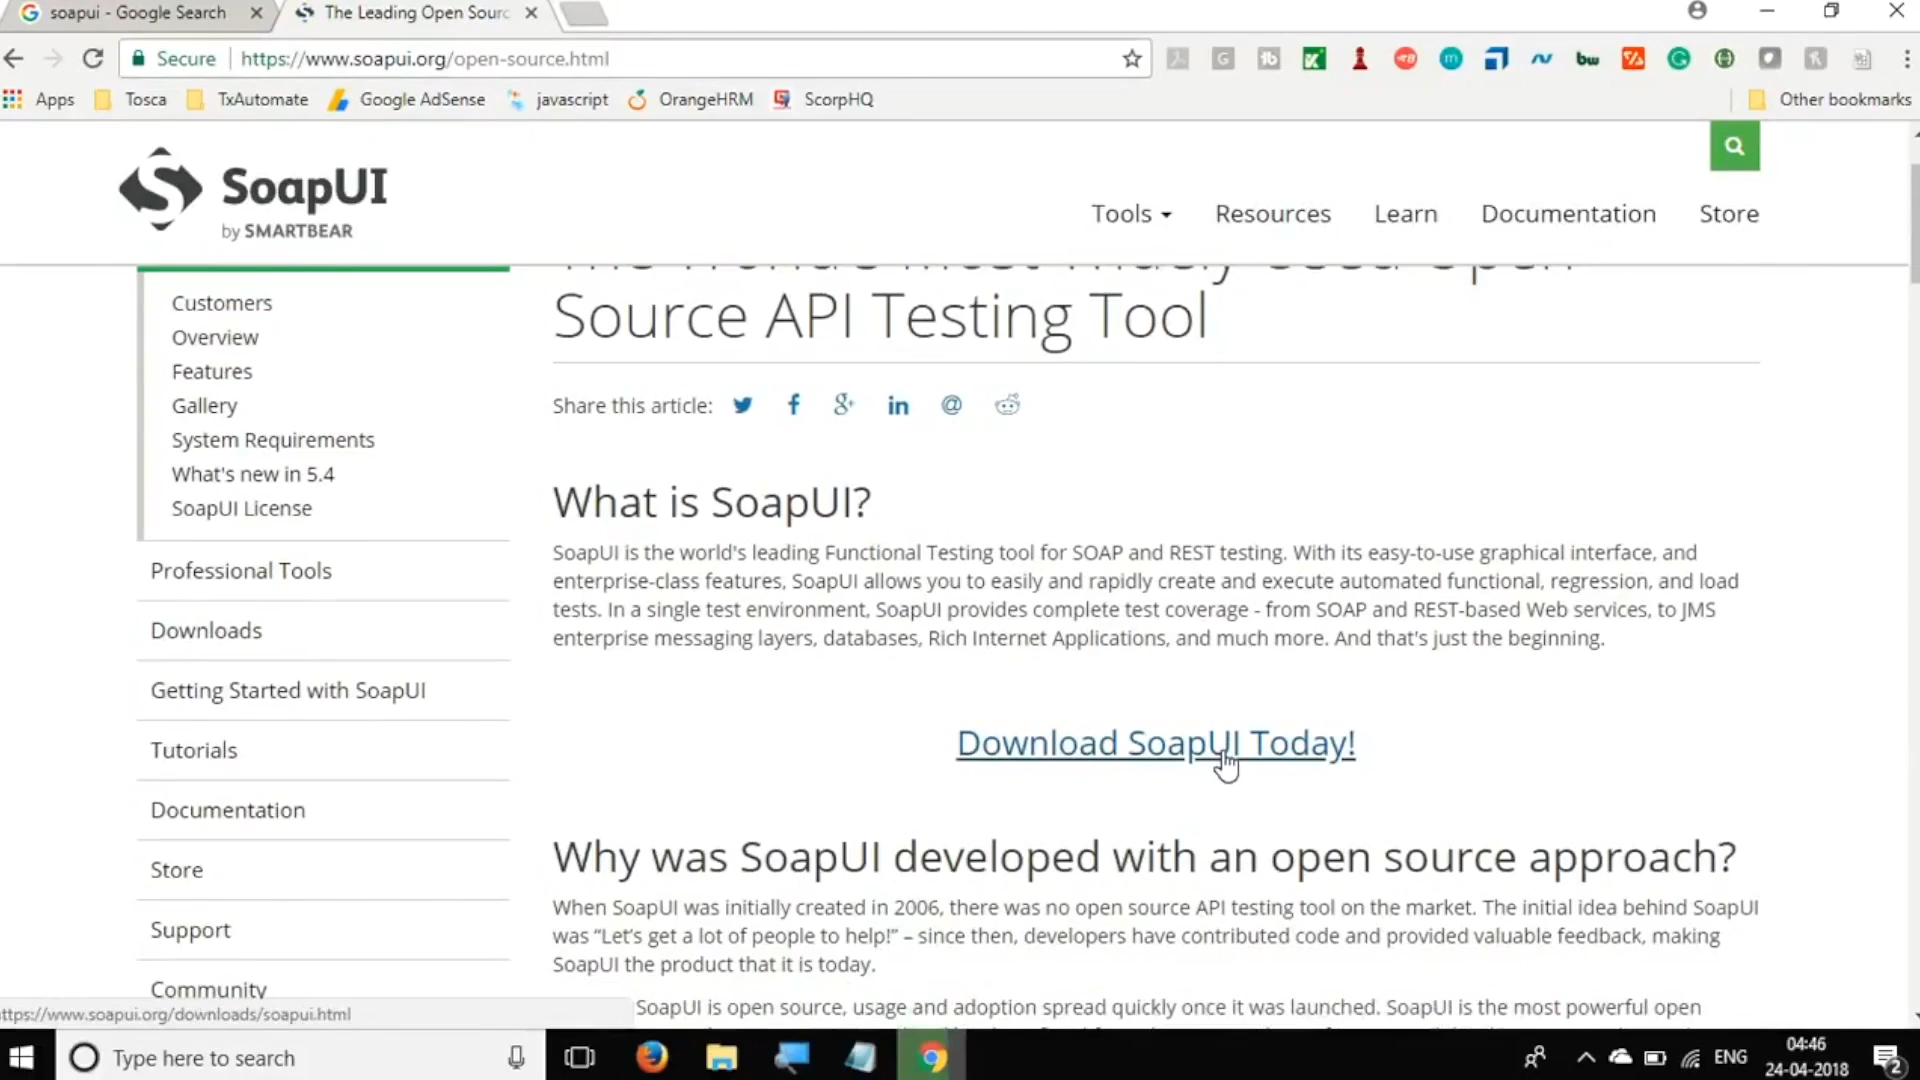 soapui - Google Search
The Leading Open Sourc
Secure
https://www.soapui.org/open-source.html
Apps
Tosca
TxAutomate
Google AdSense
javascript
OrangeHRM
ScorpHQ
Other bookmarks
SoapUI
by SMARTBEAR
Tools
Resources
Learn
Documentation
Store
Source API Testing Tool
Share this article:
Customers
Overview
Features
Gallery
System Requirements
What's new in 5.4
SoapUI License
Professional Tools
Downloads
Getting Started with SoapUI
Tutorials
Documentation
Store
Support
Community
What is SoapUI?
SoapUI is the world's leading Functional Testing tool for SOAP and REST testing. With its easy-to-use graphical interface, and
enterprise-class features, SoapUI allows you to easily and rapidly create and execute automated functional, regression, and load
tests. In a single test environment, SoapUI provides complete test coverage - from SOAP and REST-based Web services, to JMS
enterprise messaging layers, databases, Rich Internet Applications, and much more. And that's just the beginning.
Download SoapUI Today!
Why was SoapUI developed with an open source approach?
When SoapUI was initially created in 2006, there was no open source API testing tool on the market. The initial idea behind SoapUI
was “Let’s get a lot of people to help!” – since then, developers have contributed code and provided valuable feedback, making
SoapUI the product that it is today.
SoapUI is open source, usage and adoption spread quickly once it was launched. SoapUI is the most powerful open
ttps://www.soapui.org/downloads/soapui.html
Type here to search
ENG
04:46
24-04-2018
2